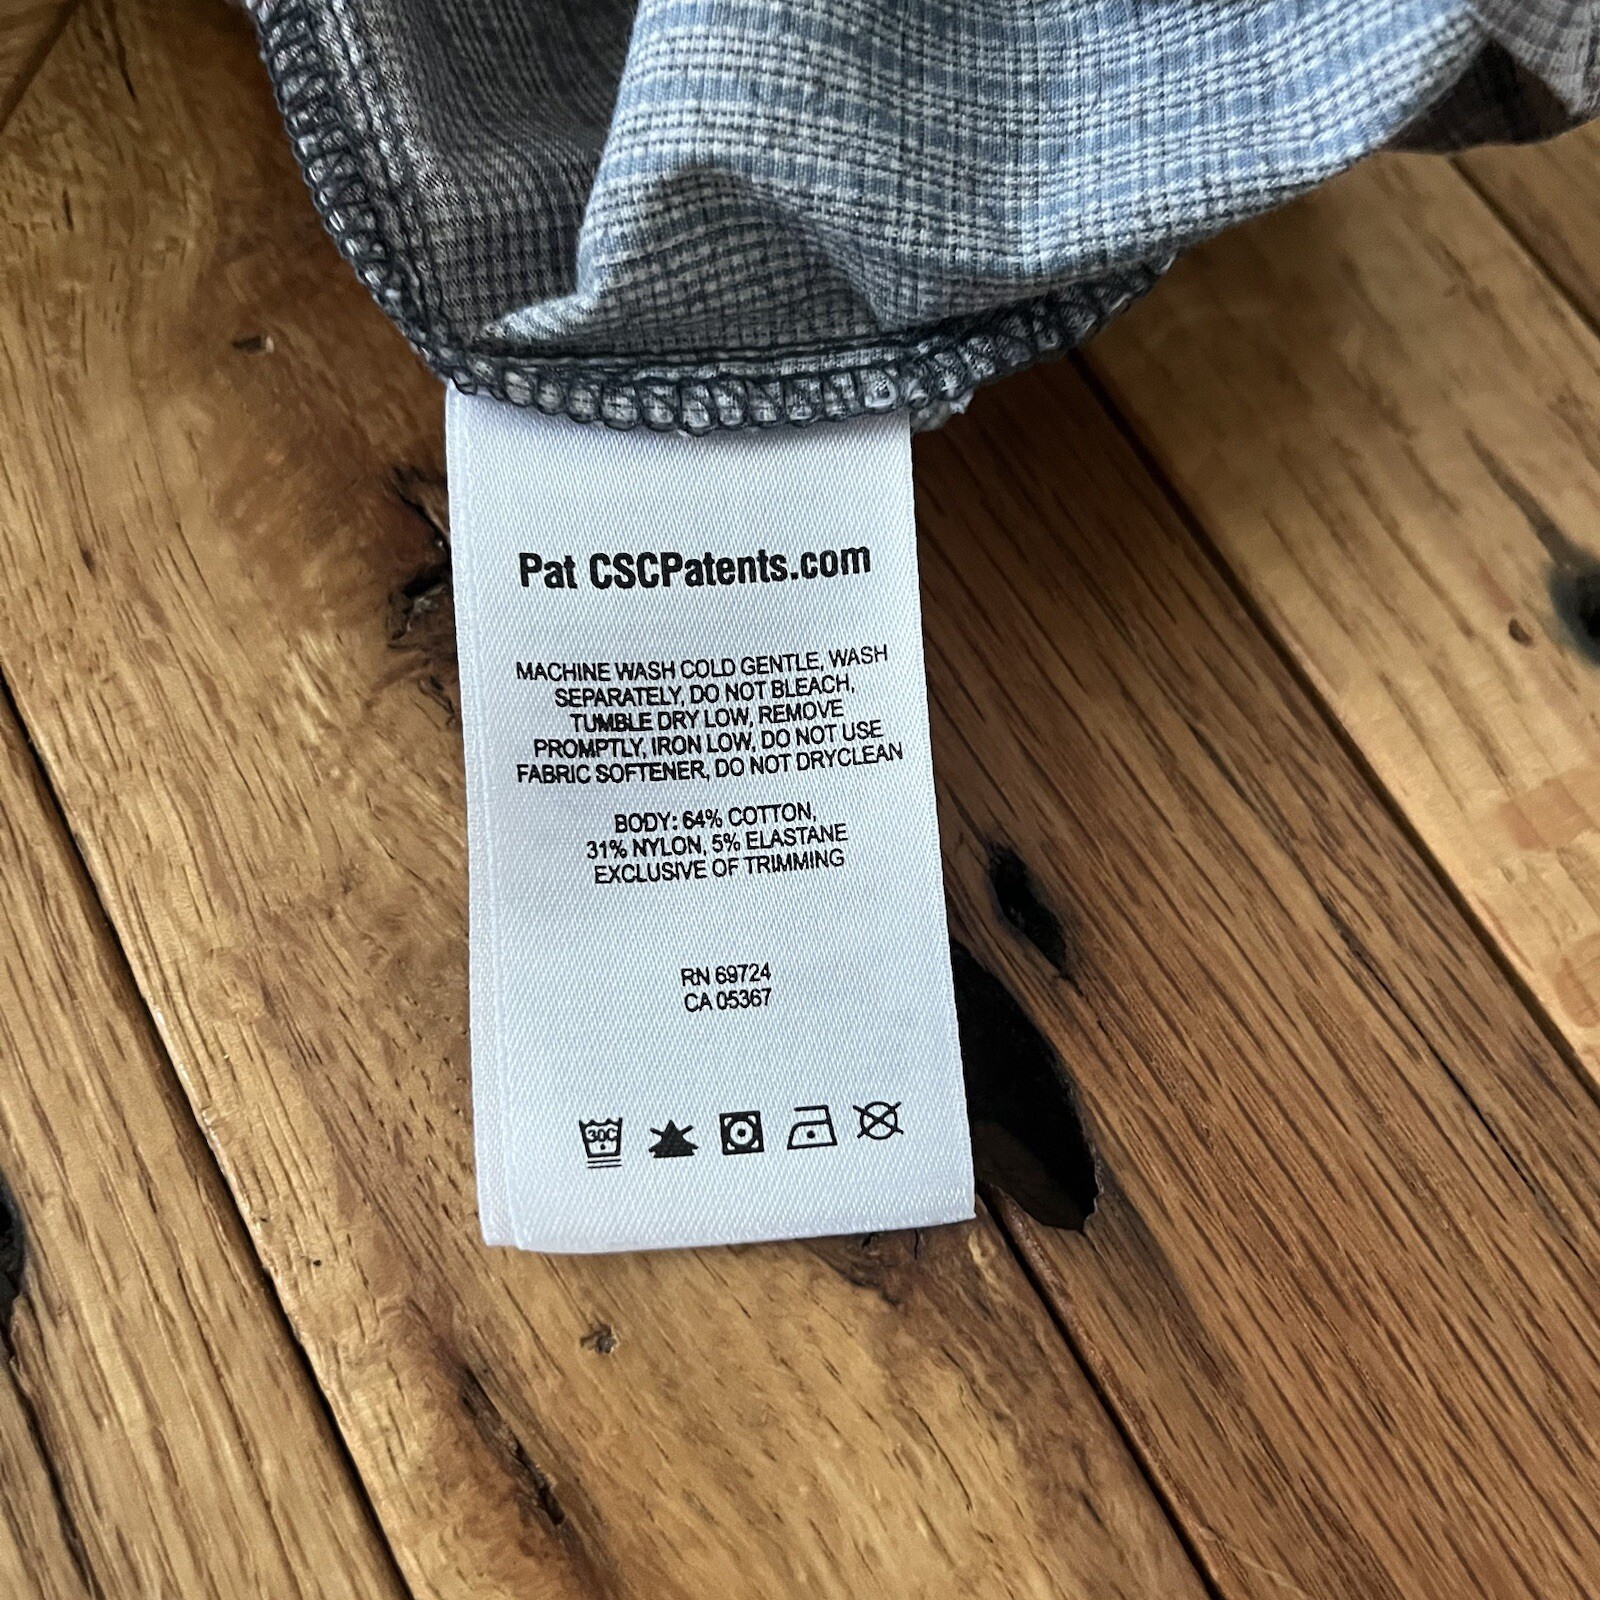 Pat CSCPatents.com
MACHINE WASH COLD GENTLE, WASH
SEPARATELY, DO NOT BLEACH,
TUMBLE DRY LOW, REMOVE
PROMPTLY, IRON LOW, DO NOT USE
FABRIC SOFTENER, DO NOT DRYCLEAN
BODY: 64% COTTON,
31% NYLON, 5% ELASTANE
EXCLUSIVE OF TRIMMING
RN 69724
CA 05367
30C